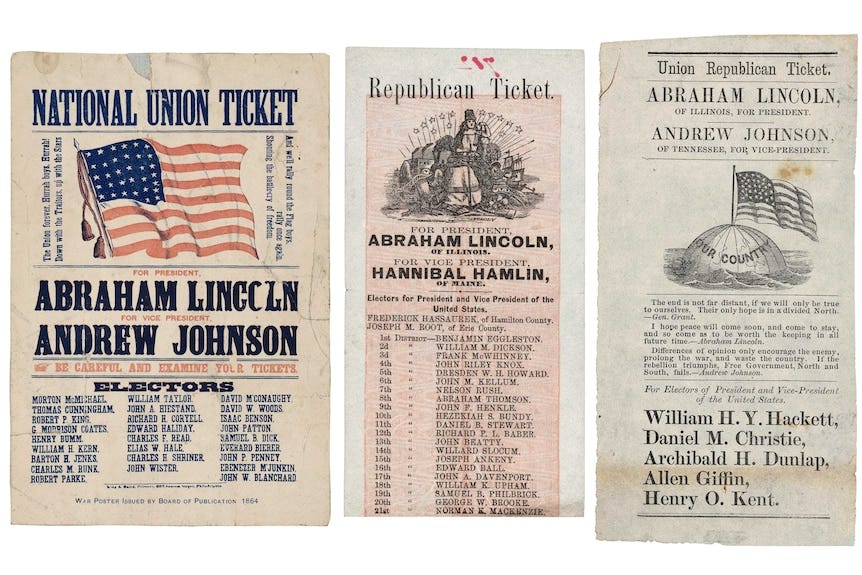 NATIONAL UNION TICKET
The Union forever, Hurrah boys, Hurrah!
Down with the Traitors, up with the Stars
And we'll rally round the Flag boys,
rally once again,
Shouting the battle-cry of freedom.
FOR PRESIDENT,
ABRAHAM LINCOLN
FOR VICE PRESIDENT,
ANDREW JOHNSON
BE CAREFUL AND EXAMINE YOUR TICKETS.
ELECTORS
MORTON McMICHAEL,
THOMAS CUNNINGHAM,
ROBERT P. KING,
G. MORRISON COATES,
HENRY BUMM,
WILLIAM H. KERN,
BARTON H. JENKS,
CHARLES M. RUNK,
ROBERT PARKE,
WILLIAM TAYLOR,
JOHN A. HIESTAND,
RICHARD H. CORYELL,
EDWARD HALIDAY,
CHARLES F. READ,
ELIAS W. HALE,
CHARLES H. SHRINER,
JOHN WISTER,
DAVID M'CONAUGHY,
DAVID W. WOODS,
ISAAC BENSON,
JOHN PATTON,
SAMUEL B. DICK,
EVERARD BIERER,
JOHN P. PENNEY,
EBENEZER M'JUNKIN,
JOHN W. BLANCHARD
WAR POSTER ISSUED BY BOARD OF PUBLICATION 1864
Republican Ticket.
FOR PRESIDENT,
ABRAHAM LINCOLN,
OF ILLINOIS.
FOR VICE PRESIDENT,
HANNIBAL HAMLIN,
OF MAINE.
Electors for President and Vice President of the
United States.
FREDERICK HASSAUREK, of Hamilton County.
JOSEPH M. ROOT, of Erie County.
1st DISTRICT—BENJAMIN EGGLESTON.
2d " WILLIAM M. DICKSON.
3d " FRANK McWHINNEY.
4th " JOHN RILEY KNOX.
5th " DRESDEN W. H. HOWARD.
6th " JOHN M. KELLUM.
7th " NELSON RUSH.
8th " ABRAHAM THOMSON.
9th " JOHN F. HENKLE.
10th " HEZEKIAH S. BUNDY.
11th " DANIEL B. STEWART.
12th " RICHARD P. L. BABER.
13th " JOHN BEATTY.
14th " WILLARD SLOCUM.
15th " JOSEPH ANKENY.
16th " EDWARD BALL.
17th " JOHN A. DAVENPORT.
18th " WILLIAM K. UPHAM.
19th " SAMUEL B. PHILBRICK.
20th " GEORGE W. BROOKE.
21st " NORMAN K. MACKENZIE.
Union Republican Ticket.
ABRAHAM LINCOLN,
OF ILLINOIS, FOR PRESIDENT.
ANDREW JOHNSON,
OF TENNESSEE, FOR VICE-PRESIDENT.
OUR COUNTRY
The end is not far distant, if we will only be true
to ourselves. Their only hope is in a divided North.
—Gen. Grant.
I hope peace will come soon, and come to stay,
and so come as to be worth the keeping in all
future time.—Abraham Lincoln.
Differences of opinion only encourage the enemy,
prolong the war, and waste the country. If the
rebellion triumphs, Free Government, North and
South, fails.—Andrew Johnson.
For Electors of President and Vice-President
of the United States.
William H. Y. Hackett,
Daniel M. Christie,
Archibald H. Dunlap,
Allen Giffin,
Henry O. Kent.